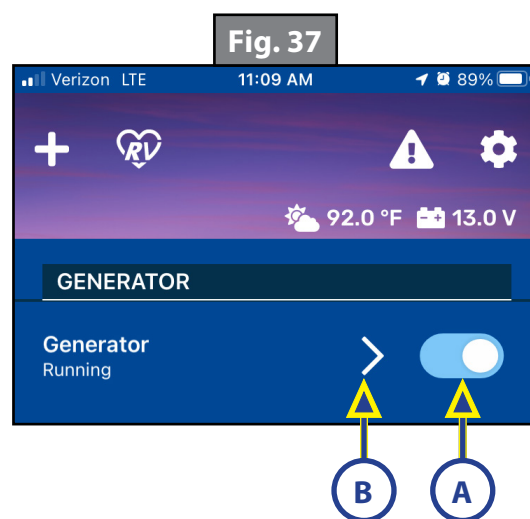 Fig. 37
Verizon LTE 11:09 AM 89%
RV
92.0 °F 13.0 V
GENERATOR
Generator
Running
B A